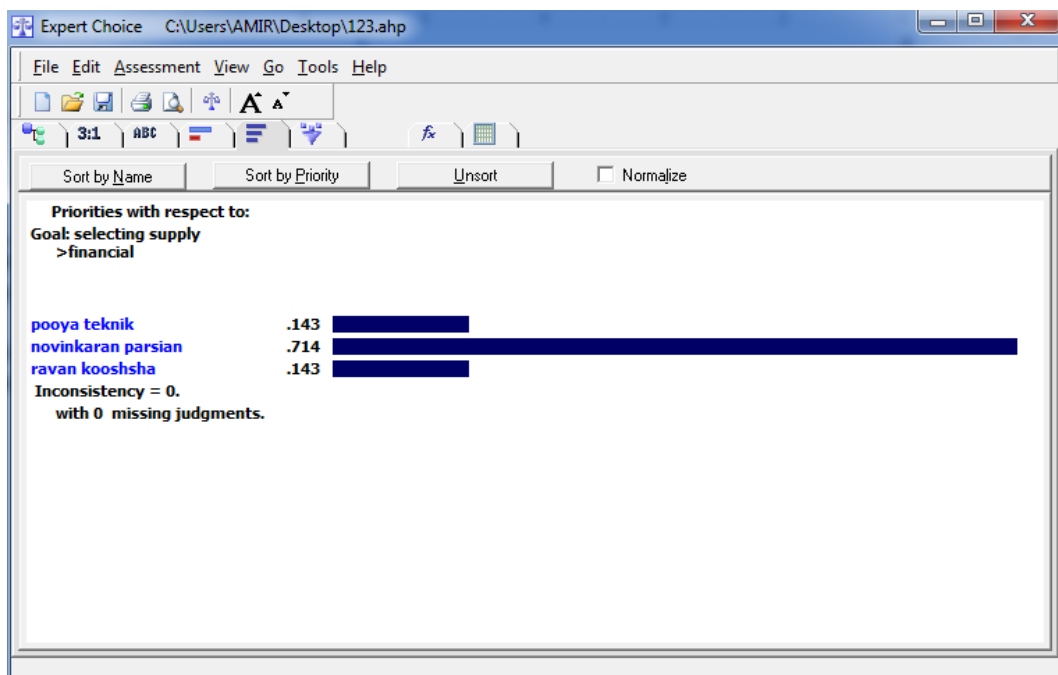 Expert Choice C:\Users\AMIR\Desktop\123.ahp
File Edit Assessment View Go Tools Help
A A
3:1 ABC fx
Sort by Name Sort by Priority Unsort Normalize
Priorities with respect to:
Goal: selecting supply
>financial
pooya teknik .143
novinkaran parsian .714
ravan kooshsha .143
Inconsistency = 0.
with 0 missing judgments.